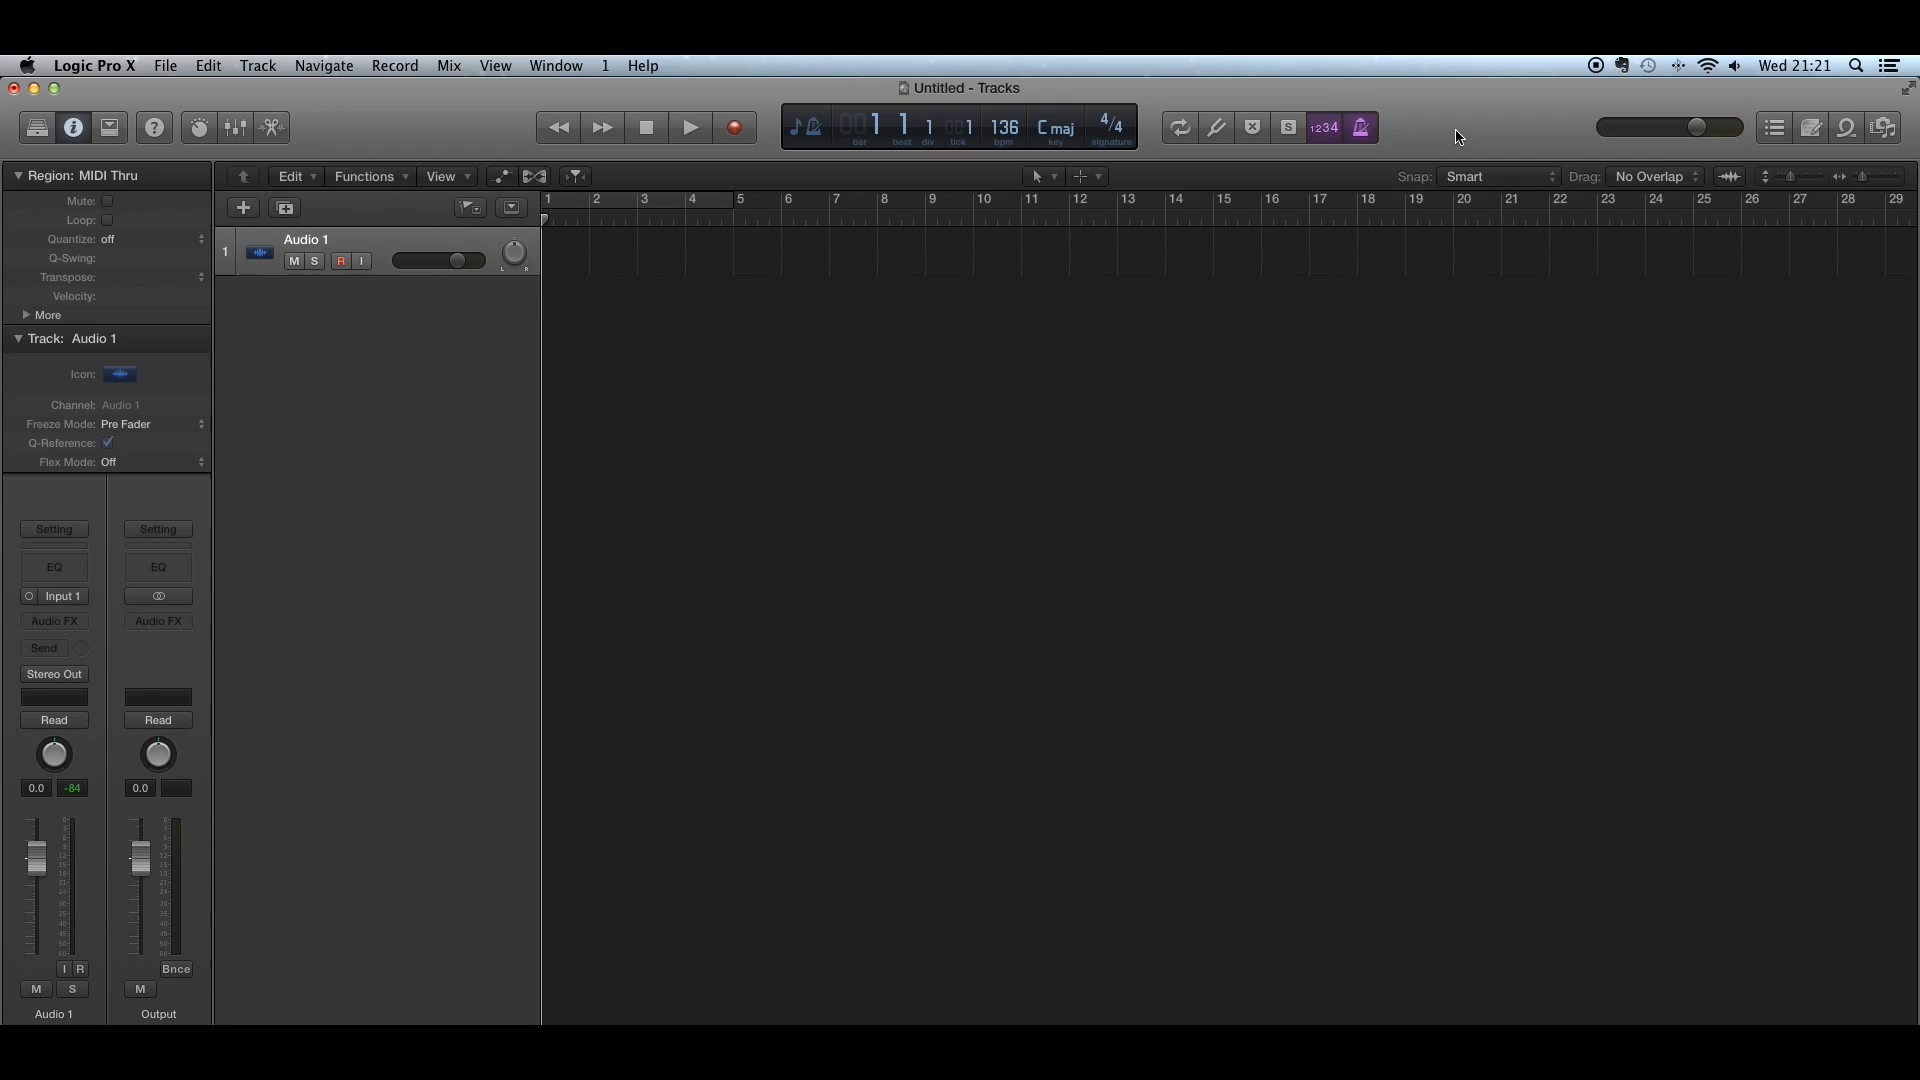 Logic Pro X File Edit Track Navigate Record Mix View Window 1 Help Wed 21:21
Untitled - Tracks
001 1 1 001 136 C maj 4/4 S 1234
bar beat div tick bpm key signature
Region: MIDI Thru Edit Functions View Snap: Smart Drag: No Overlap
Mute:
Loop:
Quantize: off
Q-Swing:
Transpose:
Velocity:
More
1 2 3 4 5 6 7 8 9 10 11 12 13 14 15 16 17 18 19 20 21 22 23 24 25 26 27 28 29
1 Audio 1
M S R I L R
Track: Audio 1
Icon:
Channel: Audio 1
Freeze Mode: Pre Fader
Q-Reference:
Flex Mode: Off
Setting Setting
EQ EQ
Input 1
Audio FX Audio FX
Send
Stereo Out
Read Read
0.0 -84 0.0
I R Bnce
M S M
Audio 1 Output